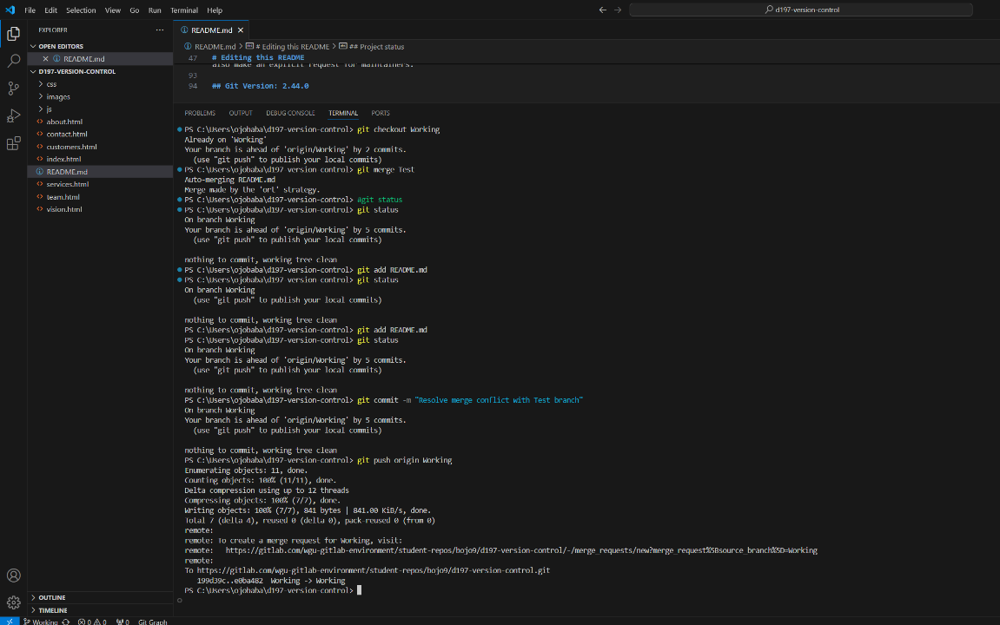 File Edit Selection View Go Run Terminal Help
d197-version-control
EXPLORER
OPEN EDITORS
README.md
D197-VERSION-CONTROL
css
images
js
about.html
contact.html
customers.html
index.html
README.md
services.html
team.html
vision.html
OUTLINE
TIMELINE
README.md
README.md > # Editing this README > ## Project status
47 # Editing this README
also make an explicit request for maintainers.
93
94 ## Git Version: 2.44.0
PROBLEMS OUTPUT DEBUG CONSOLE TERMINAL PORTS
PS C:\Users\ojobaba\d197-version-control> git checkout Working
Already on 'Working'
Your branch is ahead of 'origin/Working' by 2 commits.
(use "git push" to publish your local commits)
PS C:\Users\ojobaba\d197-version-control> git merge Test
Auto-merging README.md
Merge made by the 'ort' strategy.
PS C:\Users\ojobaba\d197-version-control> #git status
PS C:\Users\ojobaba\d197-version-control> git status
On branch Working
Your branch is ahead of 'origin/Working' by 5 commits.
(use "git push" to publish your local commits)
nothing to commit, working tree clean
PS C:\Users\ojobaba\d197-version-control> git add README.md
PS C:\Users\ojobaba\d197-version-control> git status
On branch Working
(use "git push" to publish your local commits)
nothing to commit, working tree clean
PS C:\Users\ojobaba\d197-version-control> git add README.md
PS C:\Users\ojobaba\d197-version-control> git status
On branch Working
Your branch is ahead of 'origin/Working' by 5 commits.
(use "git push" to publish your local commits)
nothing to commit, working tree clean
PS C:\Users\ojobaba\d197-version-control> git commit -m "Resolve merge conflict with Test branch"
On branch Working
Your branch is ahead of 'origin/Working' by 5 commits.
(use "git push" to publish your local commits)
nothing to commit, working tree clean
PS C:\Users\ojobaba\d197-version-control> git push origin Working
Enumerating objects: 11, done.
Counting objects: 100% (11/11), done.
Delta compression using up to 12 threads
Compressing objects: 100% (7/7), done.
Writing objects: 100% (7/7), 841 bytes | 841.00 KiB/s, done.
Total 7 (delta 4), reused 0 (delta 0), pack-reused 0 (from 0)
remote:
remote: To create a merge request for Working, visit:
remote: https://gitlab.com/wgu-gitlab-environment/student-repos/bojo9/d197-version-control/-/merge_requests/new?merge_request%5Bsource_branch%5D=Working
remote:
To https://gitlab.com/wgu-gitlab-environment/student-repos/bojo9/d197-version-control.git
199d39c..e0ba482 Working -> Working
PS C:\Users\ojobaba\d197-version-control>
Working 0 0 0 Git Graph